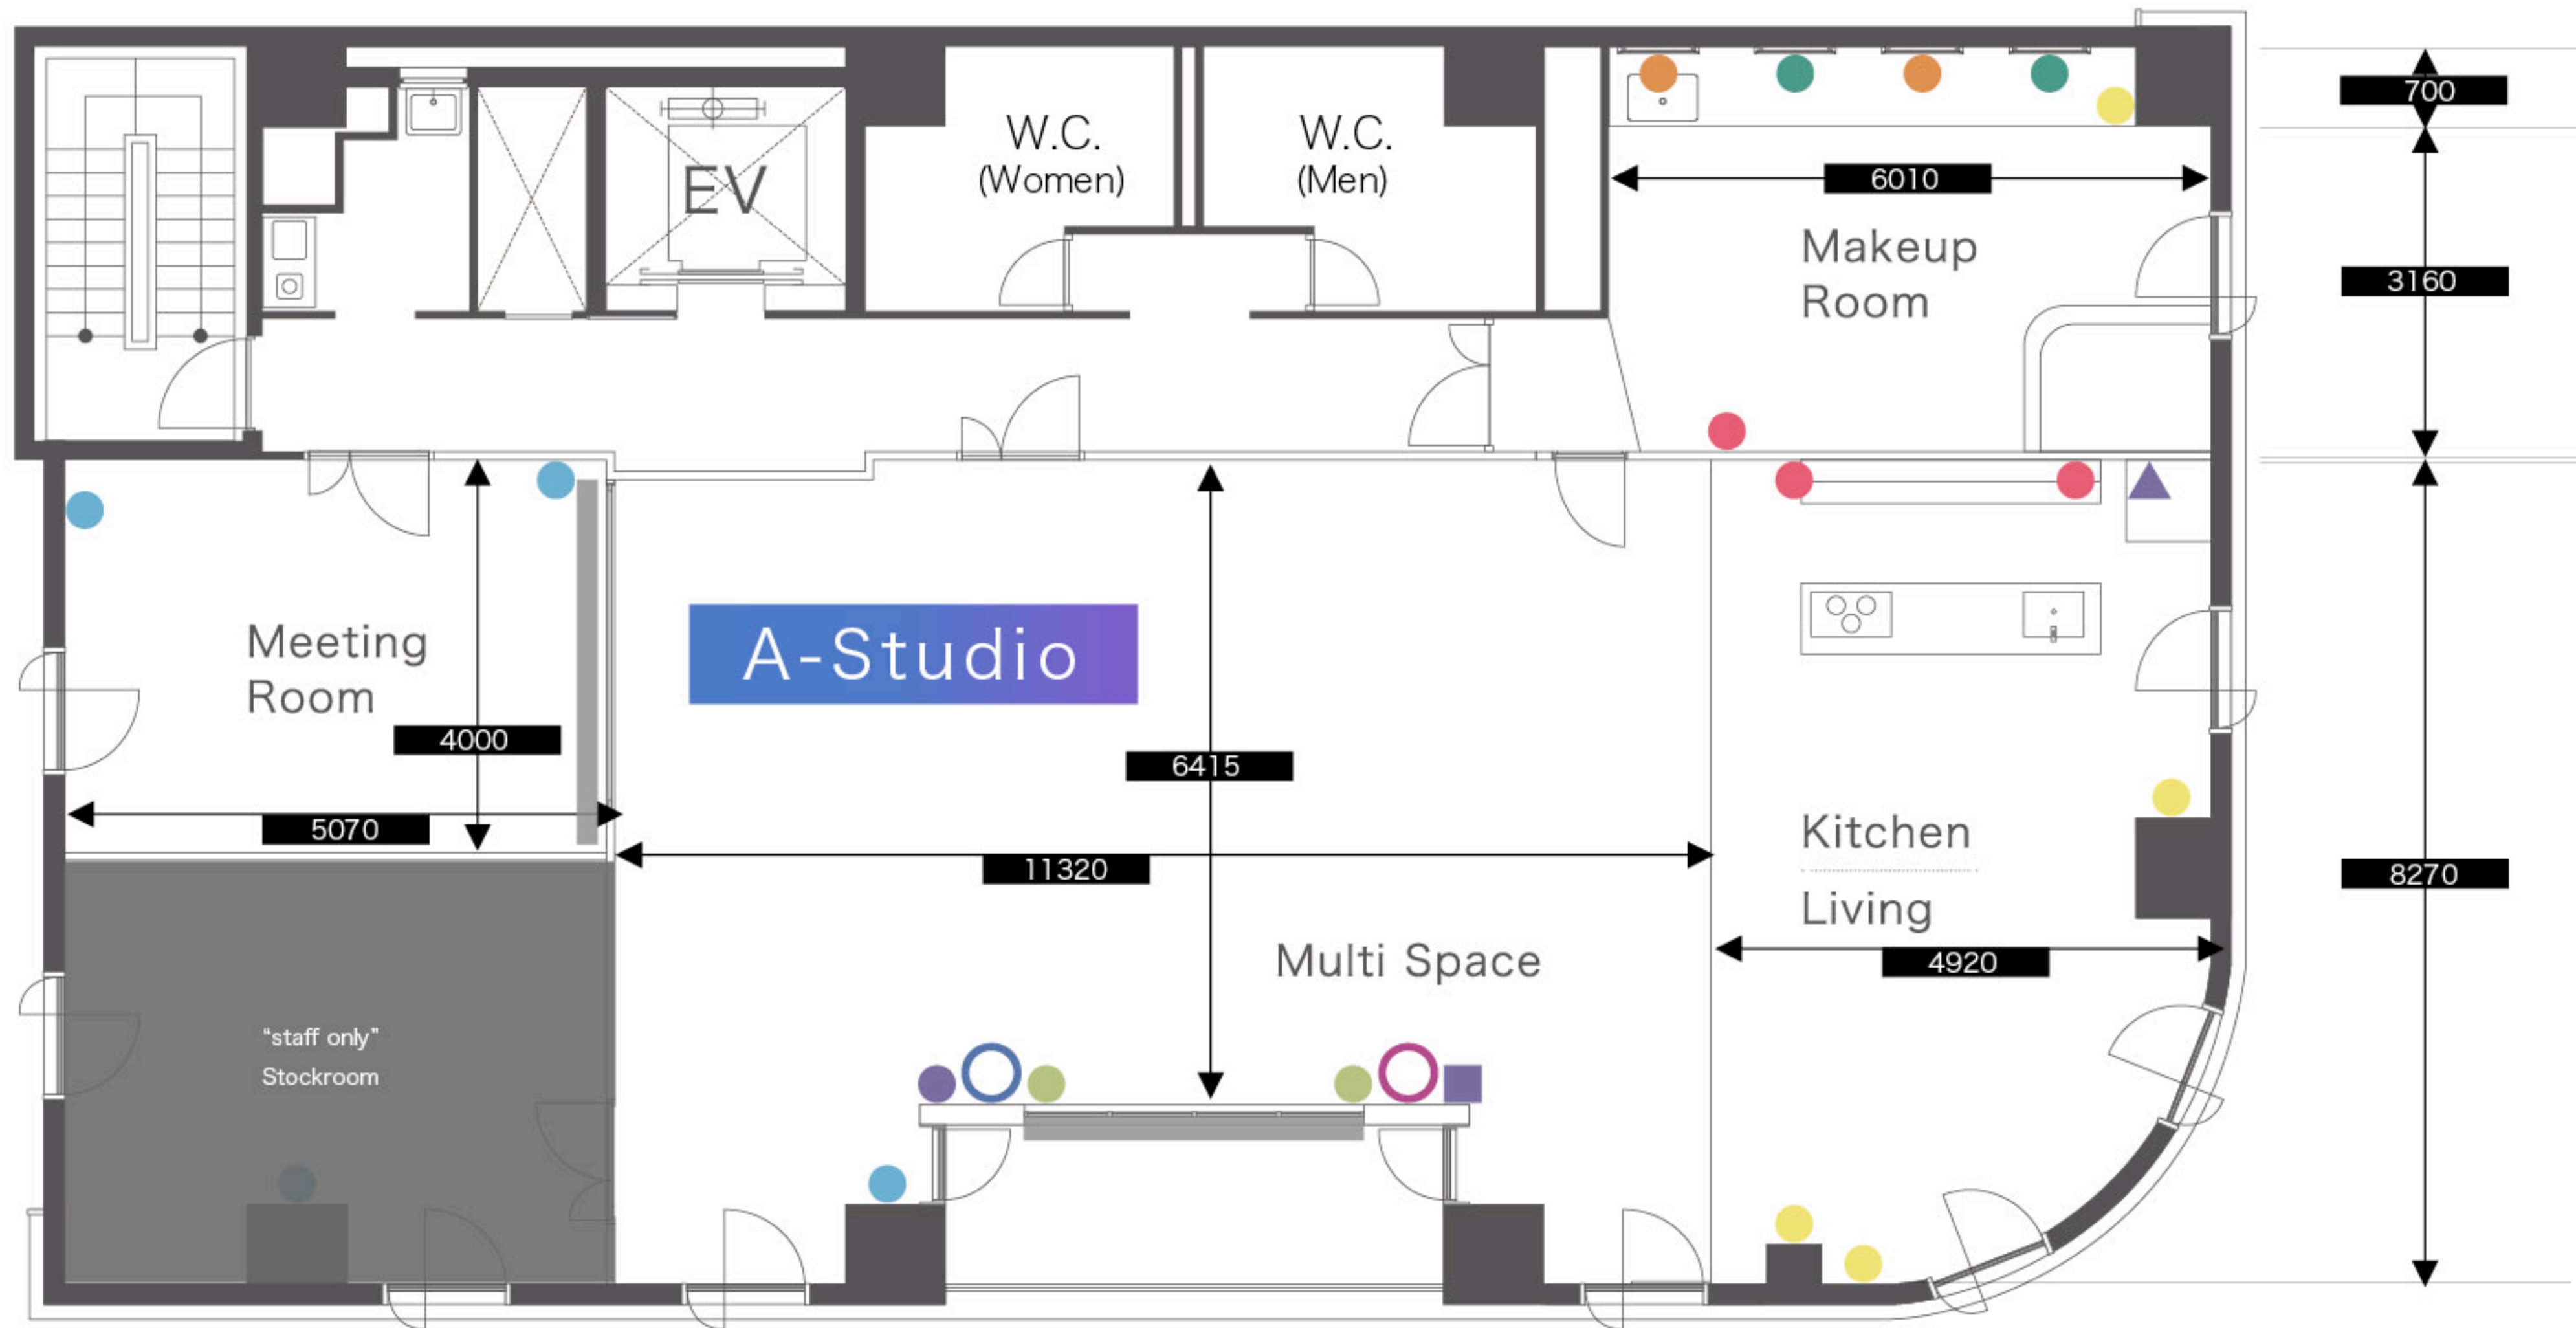 W.C.
(Women)
W.C.
(Men)
EV
700
6010
Makeup
Room
3160
A-Studio
Meeting
Room
4000
6415
5070
11320
Kitchen
Living
8270
4920
Multi Space
“staff only”
Stockroom